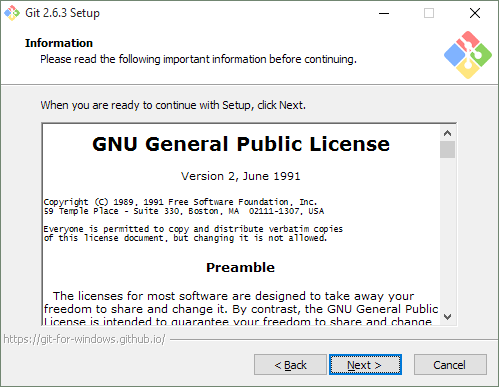 Git 2.6.3 Setup
Information
Please read the following important information before continuing.
When you are ready to continue with Setup, click Next.
GNU General Public License
Version 2, June 1991
Copyright (C) 1989, 1991 Free Software Foundation, Inc.
59 Temple Place - Suite 330, Boston, MA  02111-1307, USA
Everyone is permitted to copy and distribute verbatim copies
of this license document, but changing it is not allowed.
Preamble
The licenses for most software are designed to take away your
freedom to share and change it. By contrast, the GNU General Public
License is intended to guarantee your freedom to share and change
https://git-for-windows.github.io/
< Back
Next >
Cancel